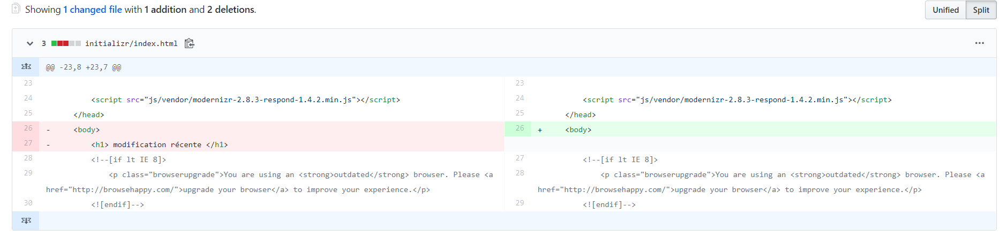 Showing 1 changed file with 1 addition and 2 deletions.
Unified Split
3 initializr/index.html
@@ -23,8 +23,7 @@
23
24 <script src="js/vendor/modernizr-2.8.3-respond-1.4.2.min.js"></script>
25 </head>
26 - <body>
27 - <h1> modification récente </h1>
28 <!--[if lt IE 8]>
29 <p class="browserupgrade">You are using an <strong>outdated</strong> browser. Please <a
href="http://browsehappy.com/">upgrade your browser</a> to improve your experience.</p>
30 <![endif]-->
23
24 <script src="js/vendor/modernizr-2.8.3-respond-1.4.2.min.js"></script>
25 </head>
26 + <body>
27 <!--[if lt IE 8]>
28 <p class="browserupgrade">You are using an <strong>outdated</strong> browser. Please <a
href="http://browsehappy.com/">upgrade your browser</a> to improve your experience.</p>
29 <![endif]-->